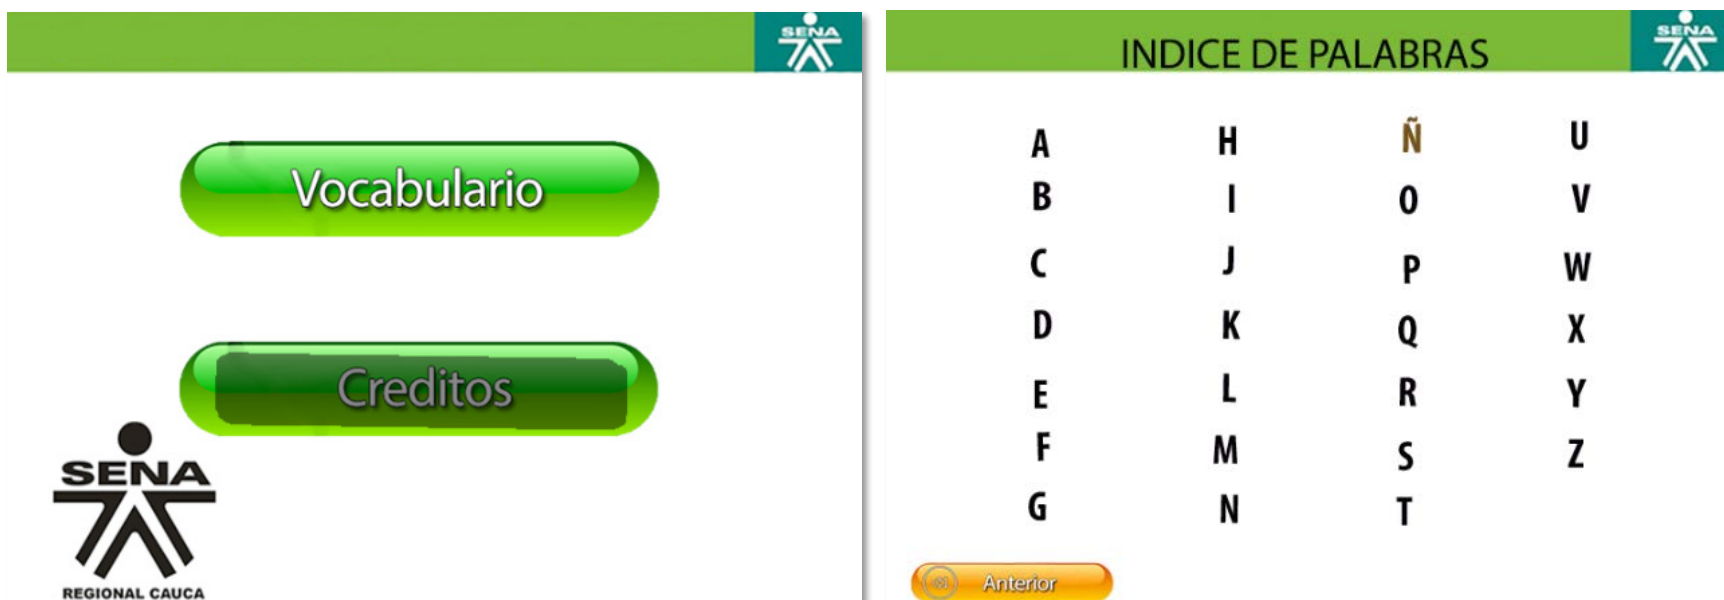 SENA
Vocabulario
Creditos
SENA
REGIONAL CAUCA
SENA
INDICE DE PALABRAS
A H Ñ U
B I O V
C J P W
D K Q X
E L R Y
F M S Z
G N T
Anterior